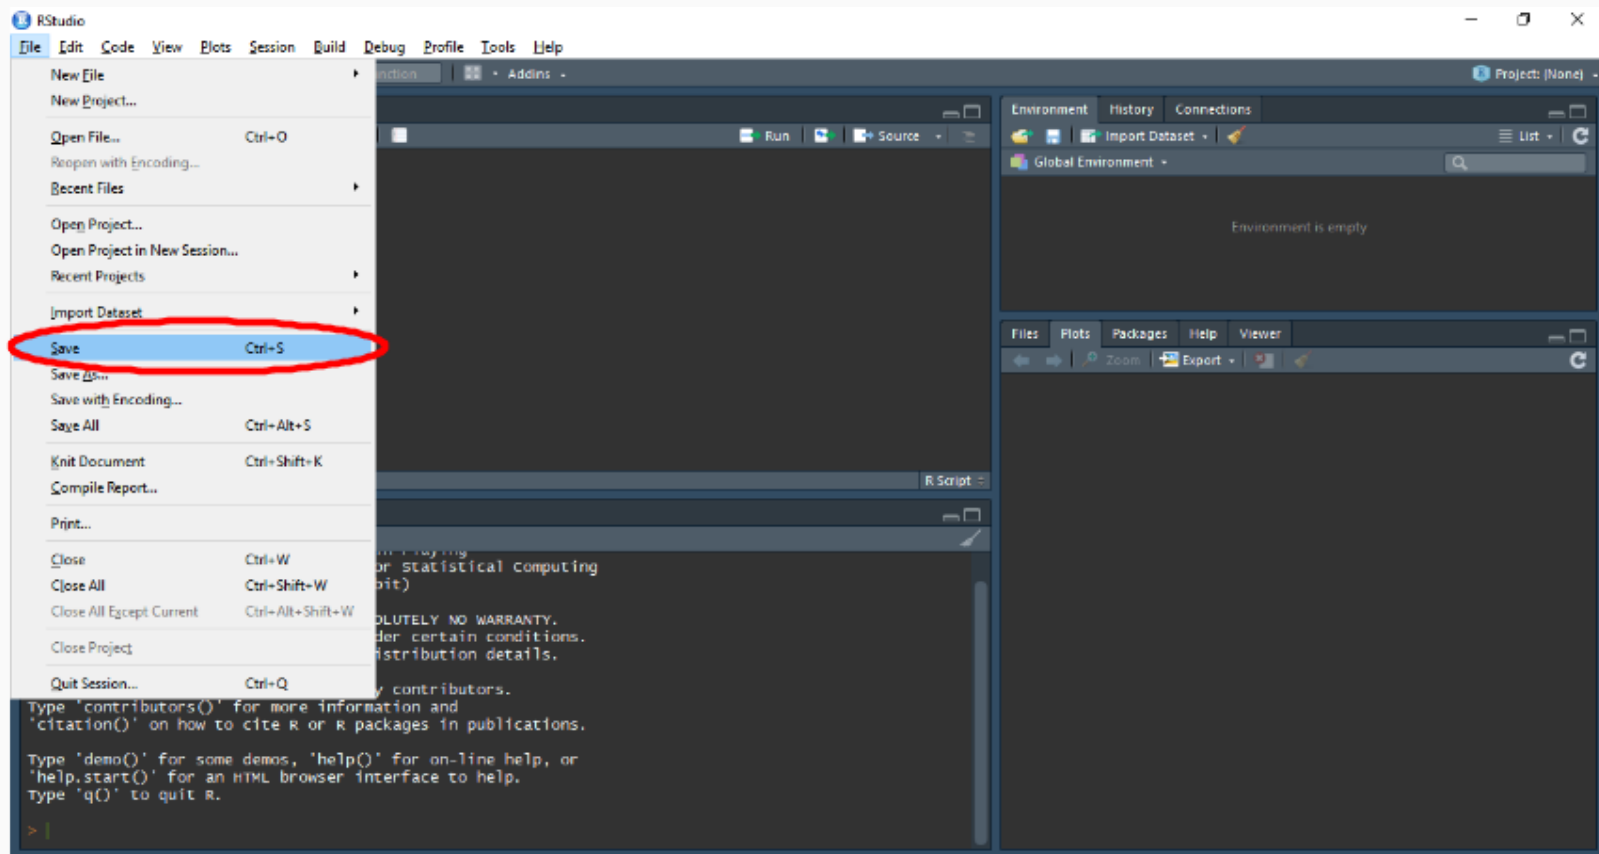 RStudio
File Edit Code View Plots Session Build Debug Profile Tools Help
New File
New Project...
Open File... Ctrl+O
Reopen with Encoding...
Recent Files
Open Project...
Open Project in New Session...
Recent Projects
Import Dataset
Save Ctrl+S
Save As...
Save with Encoding...
Save All Ctrl+Alt+S
Knit Document Ctrl+Shift+K
Compile Report...
Print...
Close Ctrl+W
Close All Ctrl+Shift+W
Close All Except Current Ctrl+Alt+Shift+W
Close Project
Quit Session... Ctrl+Q
nction Addins
Project: (None)
Run Source
R Script
Playing
or Statistical Computing
bit)
OLUTELY NO WARRANTY.
der certain conditions.
istribution details.
y contributors.
Type 'contributors()' for more information and
'citation()' on how to cite R or R packages in publications.
Type 'demo()' for some demos, 'help()' for on-line help, or
'help.start()' for an HTML browser interface to help.
Type 'q()' to quit R.
>
Environment History Connections
Import Dataset List
Global Environment
Environment is empty
Files Plots Packages Help Viewer
Zoom Export